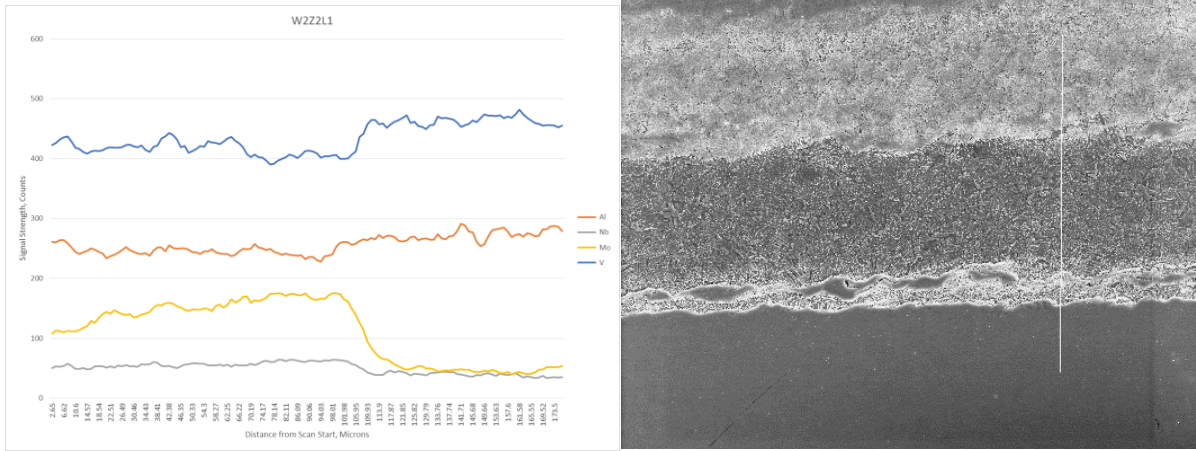 W2Z2L1
600
500
400
300
200
100
0
Signal Strength, Counts
Al
Nb
Mo
V
2.65 6.62 10.6 14.57 18.54 22.51 26.49 30.46 34.43 38.41 42.38 46.35 50.33 54.3 58.27 62.25 66.22 70.19 74.17 78.14 82.11 86.09 90.06 94.03 98.01 101.98 105.95 109.93 113.9 117.87 121.85 125.82 129.79 133.76 137.74 141.71 145.68 149.66 153.63 157.6 161.58 165.55 169.52 173.5
Distance from Scan Start, Microns